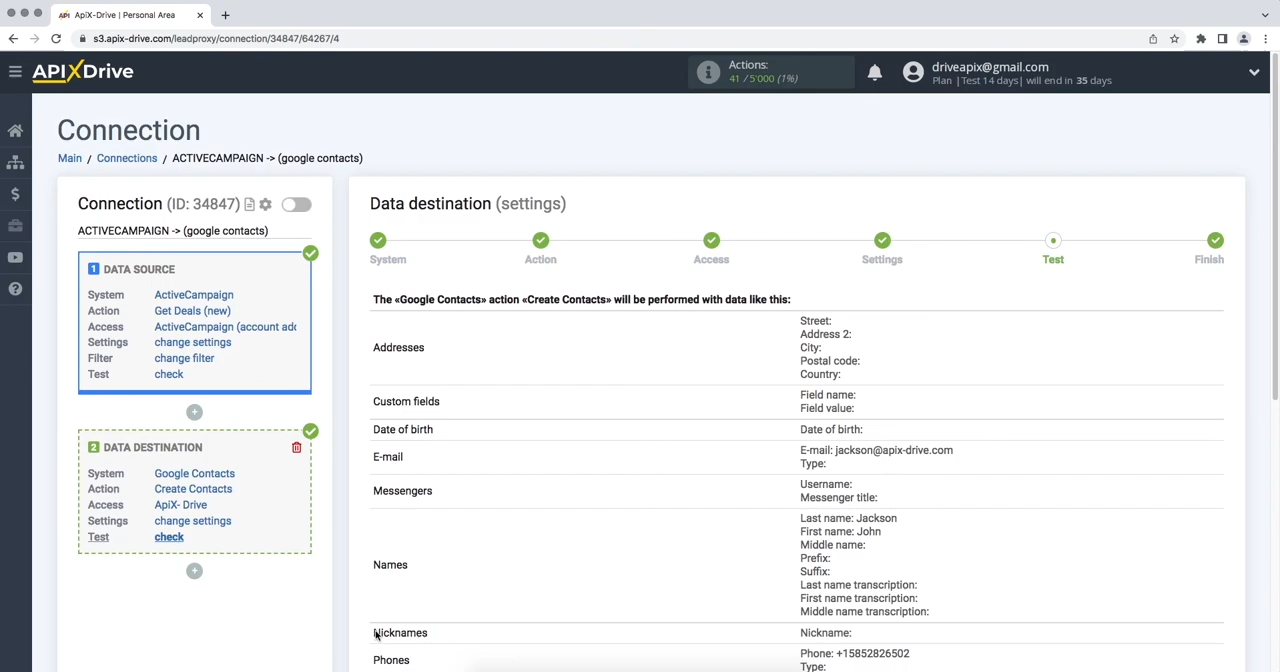 ApiX-Drive | Personal Area
s3.apix-drive.com/leadproxy/connection/34847/64267/4
APIXDrive
Actions:
41 / 5'000 (1%)
driveapix@gmail.com
Plan |Test 14 days| will end in 35 days
Connection
Main / Connections / ACTIVECAMPAIGN -> (google contacts)
Connection (ID: 34847)
ACTIVECAMPAIGN -> (google contacts)
1 DATA SOURCE
System ActiveCampaign
Action Get Deals (new)
Access ActiveCampaign (account add
Settings change settings
Filter change filter
Test check
2 DATA DESTINATION
System Google Contacts
Action Create Contacts
Access ApiX- Drive
Settings change settings
Test check
Data destination (settings)
System Action Access Settings Test Finish
The «Google Contacts» action «Create Contacts» will be performed with data like this:
Addresses
Street:
Address 2:
City:
Postal code:
Country:
Custom fields
Field name:
Field value:
Date of birth
Date of birth:
E-mail
E-mail: jackson@apix-drive.com
Type:
Messengers
Username:
Messenger title:
Names
Last name: Jackson
First name: John
Middle name:
Prefix:
Suffix:
Last name transcription:
First name transcription:
Middle name transcription:
Nicknames
Nickname:
Phones
Phone: +15852826502
Type: